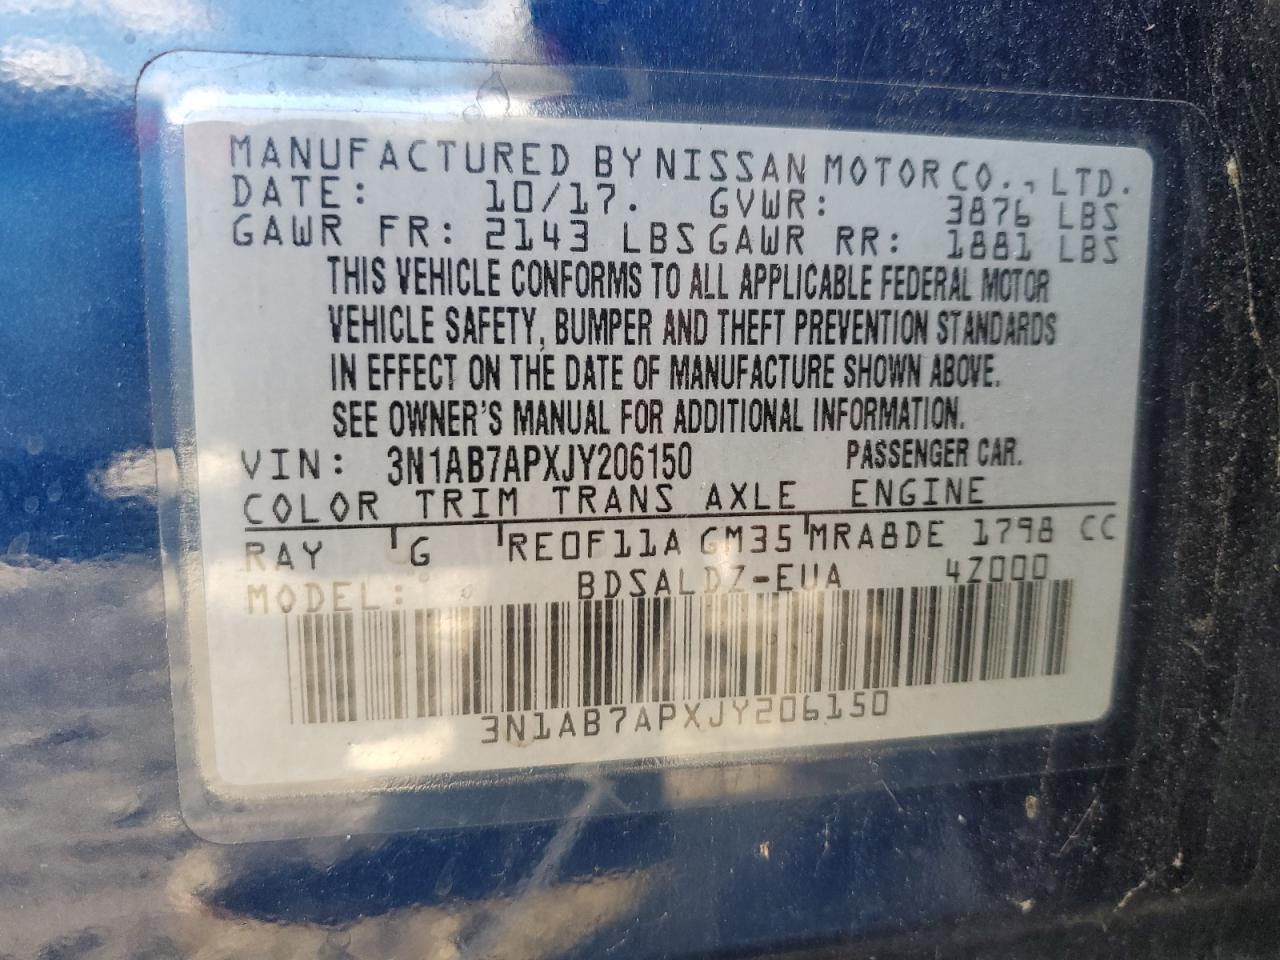 MANUFACTURED BY NISSAN MOTOR CO., LTD.
DATE: 10/17. GVWR: 3876 LBS
GAWR FR: 2143 LBS GAWR RR: 1881 LBS
THIS VEHICLE CONFORMS TO ALL APPLICABLE FEDERAL MOTOR
VEHICLE SAFETY, BUMPER AND THEFT PREVENTION STANDARDS
IN EFFECT ON THE DATE OF MANUFACTURE SHOWN ABOVE.
SEE OWNER'S MANUAL FOR ADDITIONAL INFORMATION.
VIN: 3N1AB7APXJY206150 PASSENGER CAR.
COLOR TRIM TRANS AXLE ENGINE
RAY G RE0F11A GM35 MRA8DE 1798 CC
MODEL: BDSALDZ-EUA 4Z000
3N1AB7APXJY206150